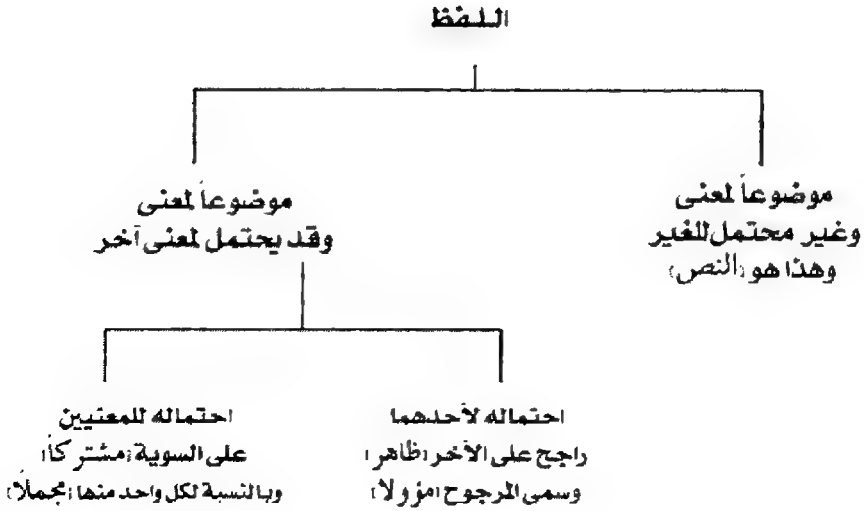 اللفظ
موضوعاً لمعنى
وغير محتمل للغير
وهذا هو (النص)
موضوعاً لمعنى
وقد يحتمل لمعنى آخر
احتماله لأحدهما
راجح على الآخر (ظاهر)
وسمى المرجوح (مؤولا)
احتماله للمعنيين
على السوية (مشتركاً)
وبالنسبة لكل واحد منها (مجملاً)